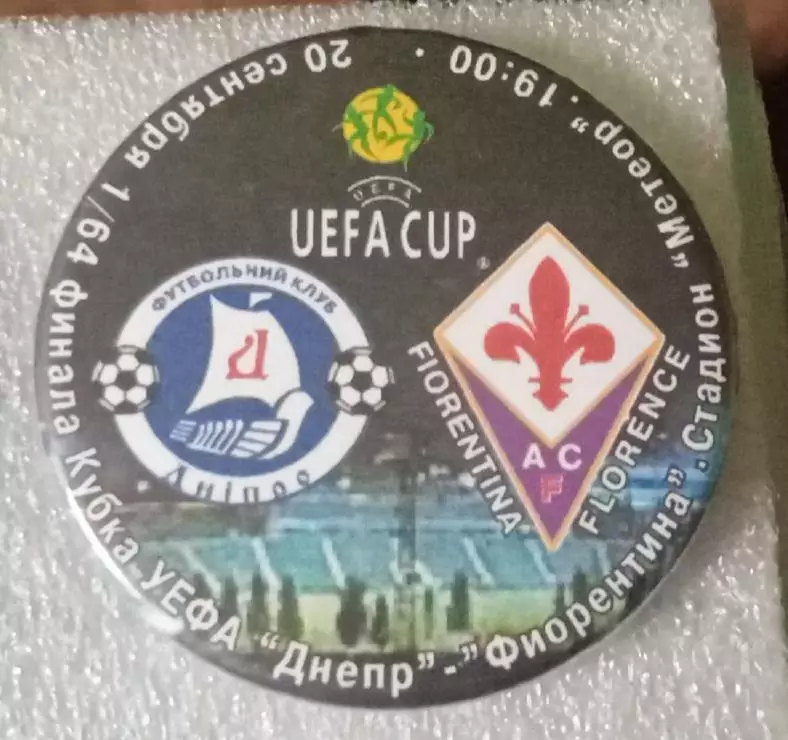 20 сентября 1/64 финала Кубка УЕФА "Днепр"-"Фиорентина". Стадион "Метеор". 19:00 ·
UEFA
UEFA CUP
®
ФУТБОЛЬНИЙ КЛУБ
Д
Дніпро
FIORENTINA
FLORENCE
A C
F